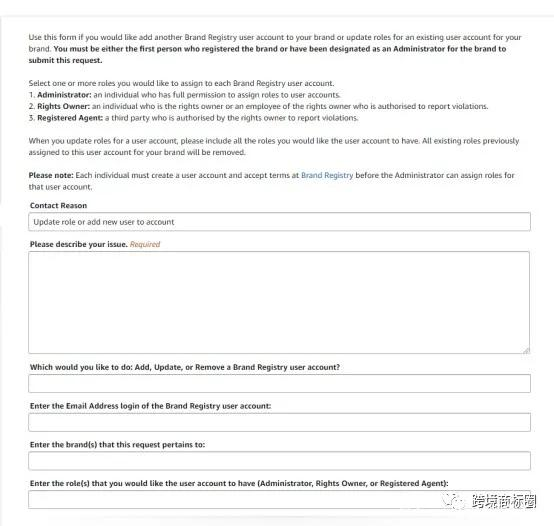 Use this form if you would like add another Brand Registry user account to your brand or update roles for an existing user account for your
brand. You must be either the first person who registered the brand or have been designated as an Administrator for the brand to
submit this request.
Select one or more roles you would like to assign to each Brand Registry user account.
1. Administrator: an individual who has full permission to assign roles to user accounts.
2. Rights Owner: an individual who is the rights owner or an employee of the rights owner who is authorised to report violations.
3. Registered Agent: a third party who is authorised by the rights owner to report violations.
When you update roles for a user account, please include all the roles you would like the user account to have. All existing roles previously
assigned to this user account for your brand will be removed.
Please note: Each individual must create a user account and accept terms at Brand Registry before the Administrator can assign roles for
that user account.
Contact Reason
Update role or add new user to account
Please describe your issue. Required
Which would you like to do: Add, Update, or Remove a Brand Registry user account?
Enter the Email Address login of the Brand Registry user account:
Enter the brand(s) that this request pertains to:
Enter the role(s) that you would like the user account to have (Administrator, Rights Owner, or Registered Agent):
跨境商标圈